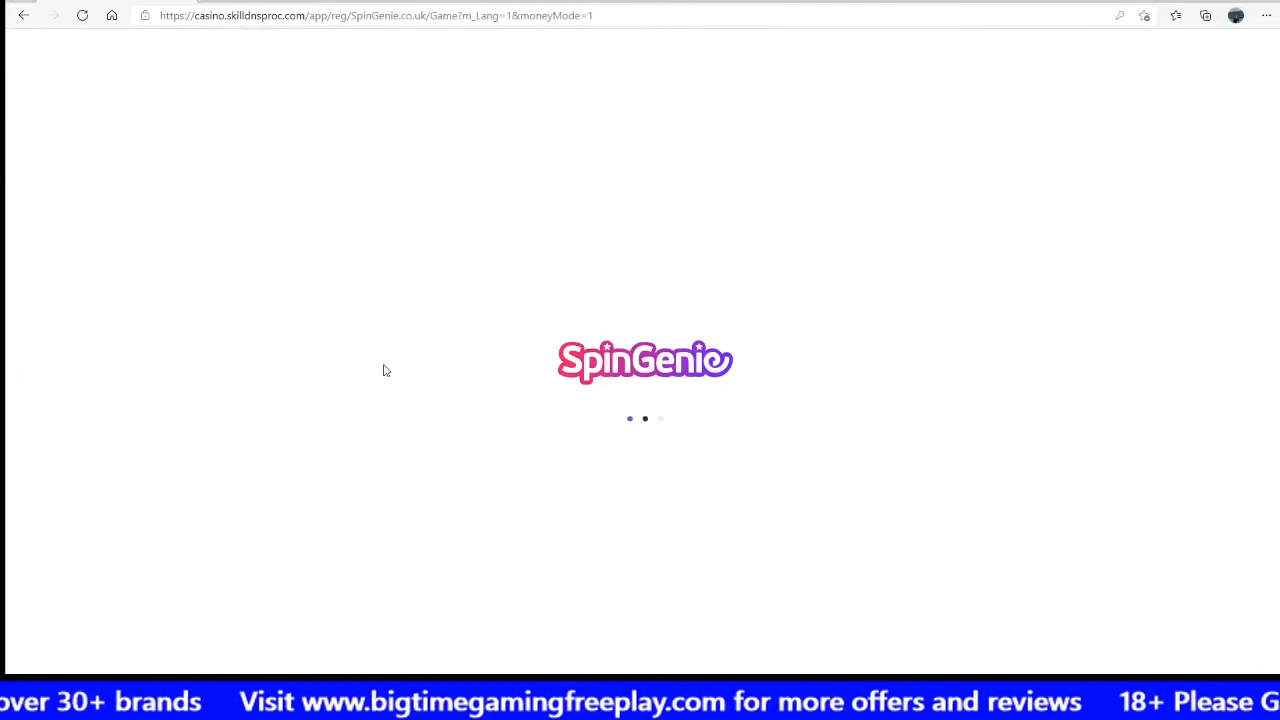 https://casino.skilldnsproc.com/app/reg/SpinGenie.co.uk/Game?m_Lang=1&moneyMode=1
SpinGenie
over 30+ brands Visit www.bigtimegamingfreeplay.com for more offers and reviews 18+ Please G